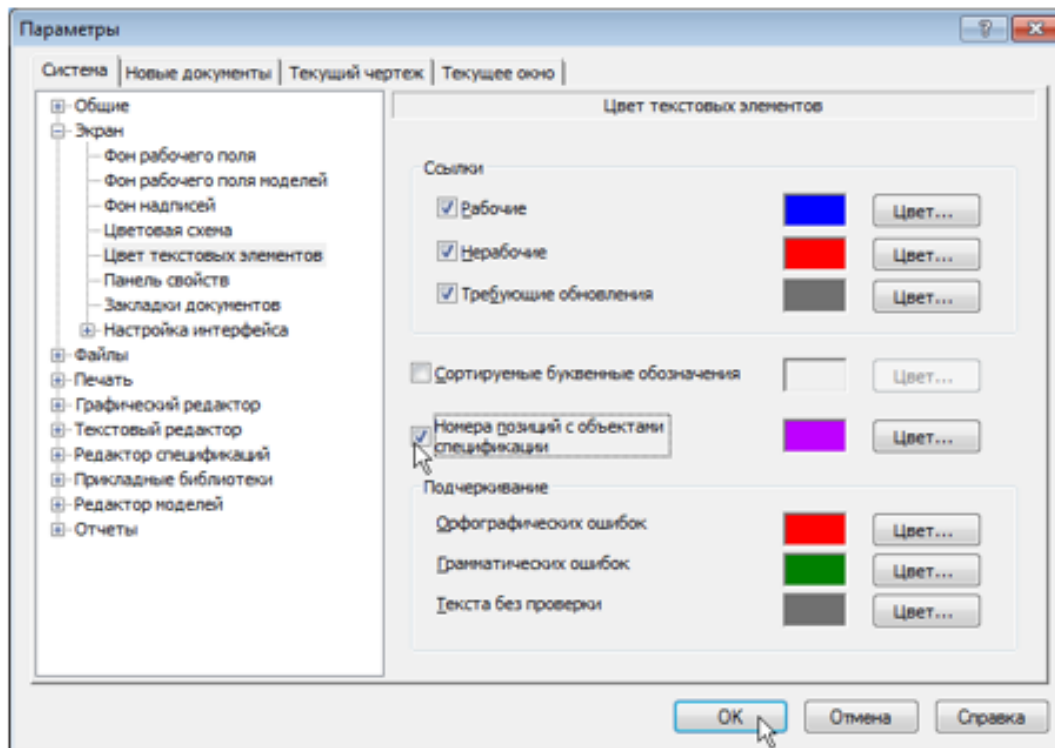 Параметры
Система
Новые документы
Текущий чертеж
Текущее окно
Общие
Экран
Фон рабочего поля
Фон рабочего поля моделей
Фон надписей
Цветовая схема
Цвет текстовых элементов
Панель свойств
Закладки документов
Настройка интерфейса
Файлы
Печать
Графический редактор
Текстовый редактор
Редактор спецификаций
Прикладные библиотеки
Редактор моделей
Отчеты
Цвет текстовых элементов
Ссылки
Рабочие
Цвет...
Нерабочие
Цвет...
Требующие обновления
Цвет...
Сортируемые буквенные обозначения
Цвет...
Номера позиций с объектами
спецификации
Цвет...
Подчеркивание
Орфографических ошибок
Цвет...
Грамматических ошибок
Цвет...
Текста без проверки
Цвет...
OK
Отмена
Справка